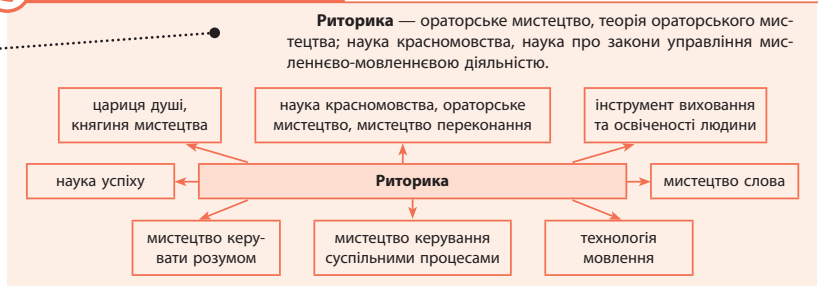 Риторика — ораторське мистецтво, теорія ораторського мис-
тецтва; наука красномовства, наука про закони управління мис-
леннєво-мовленнєвою діяльністю.
цариця душі,
княгиня мистецтва
наука красномовства, ораторське
мистецтво, мистецтво переконання
інструмент виховання
та освіченості людини
наука успіху
Риторика
мистецтво слова
мистецтво керу-
вати розумом
мистецтво керування
суспільними процесами
технологія
мовлення